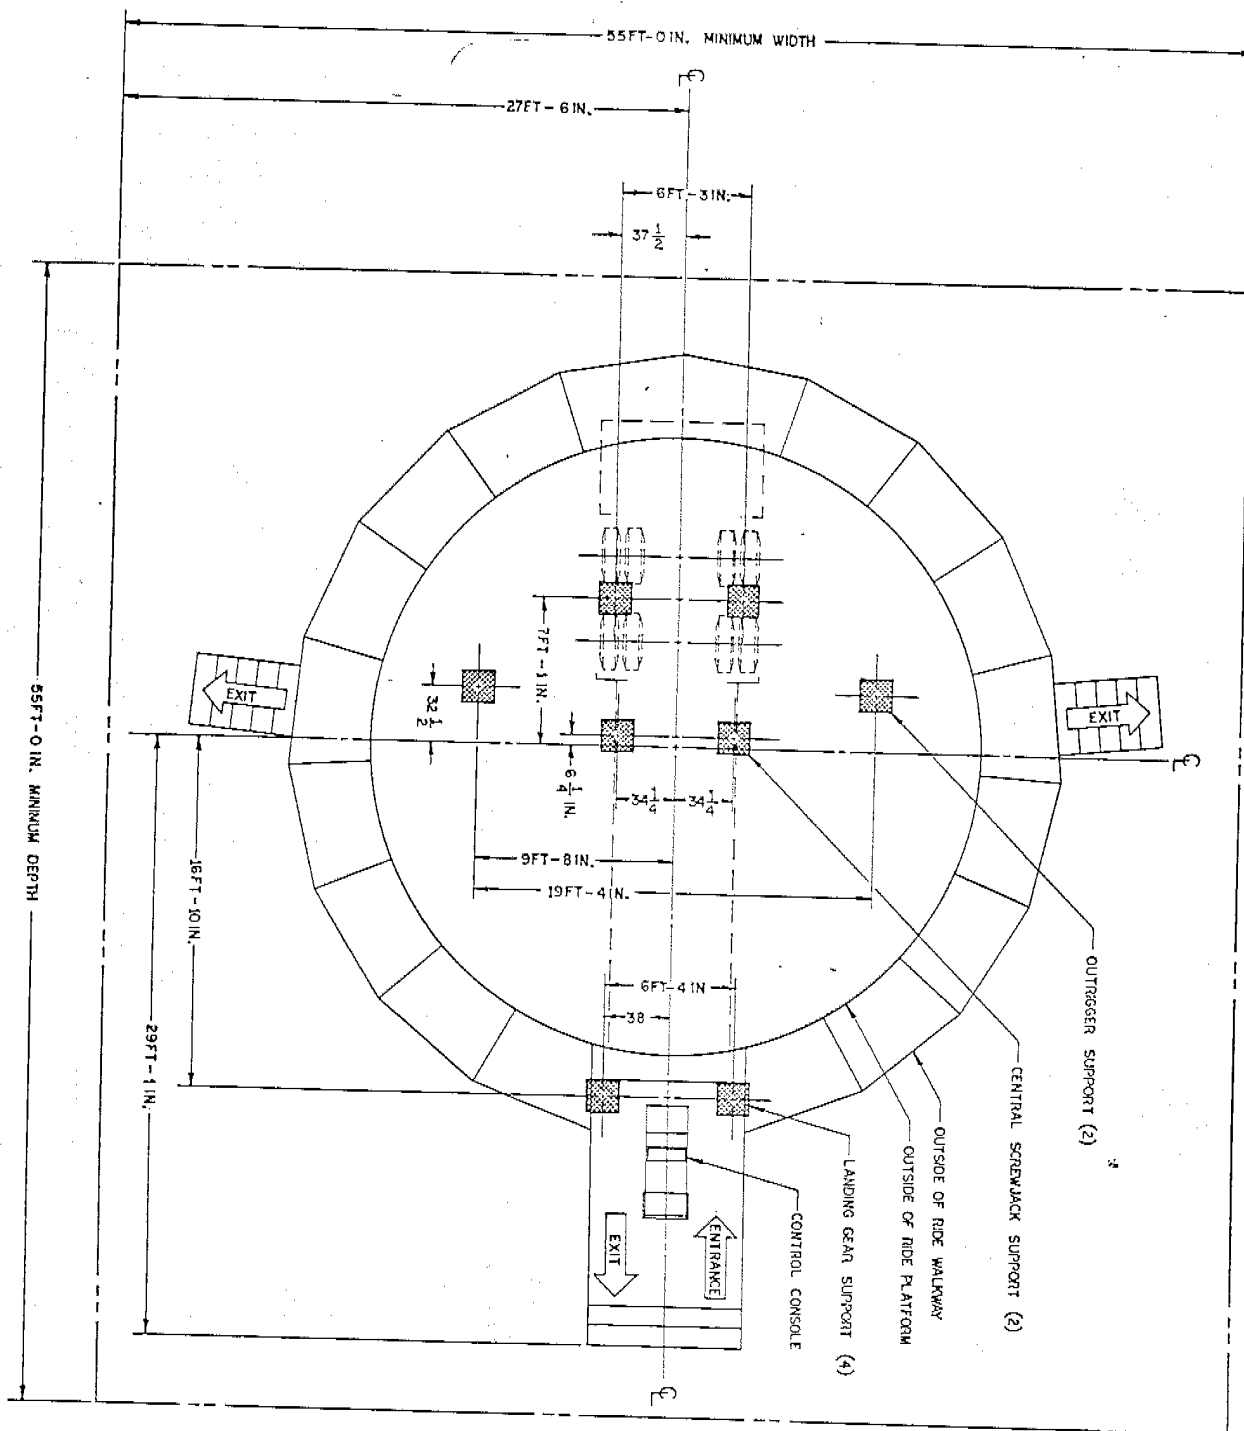 55FT-0IN. MINIMUM WIDTH
℄
27FT-6IN.
6FT-3IN.
37 1/2
EXIT
EXIT
7FT-1IN.
32 1/2
℄
6 1/4 IN.
34 1/4
34 1/4
9FT-8IN.
19FT-4IN.
55FT-0IN. MINIMUM DEPTH
16FT-10IN.
29FT-1IN.
6FT-4IN
38
OUTRIGGER SUPPORT (2)
CENTRAL SCREWJACK SUPPORT (2)
OUTSIDE OF RIDE WALKWAY
OUTSIDE OF RIDE PLATFORM
LANDING GEAR SUPPORT (4)
CONTROL CONSOLE
ENTRANCE
EXIT
℄